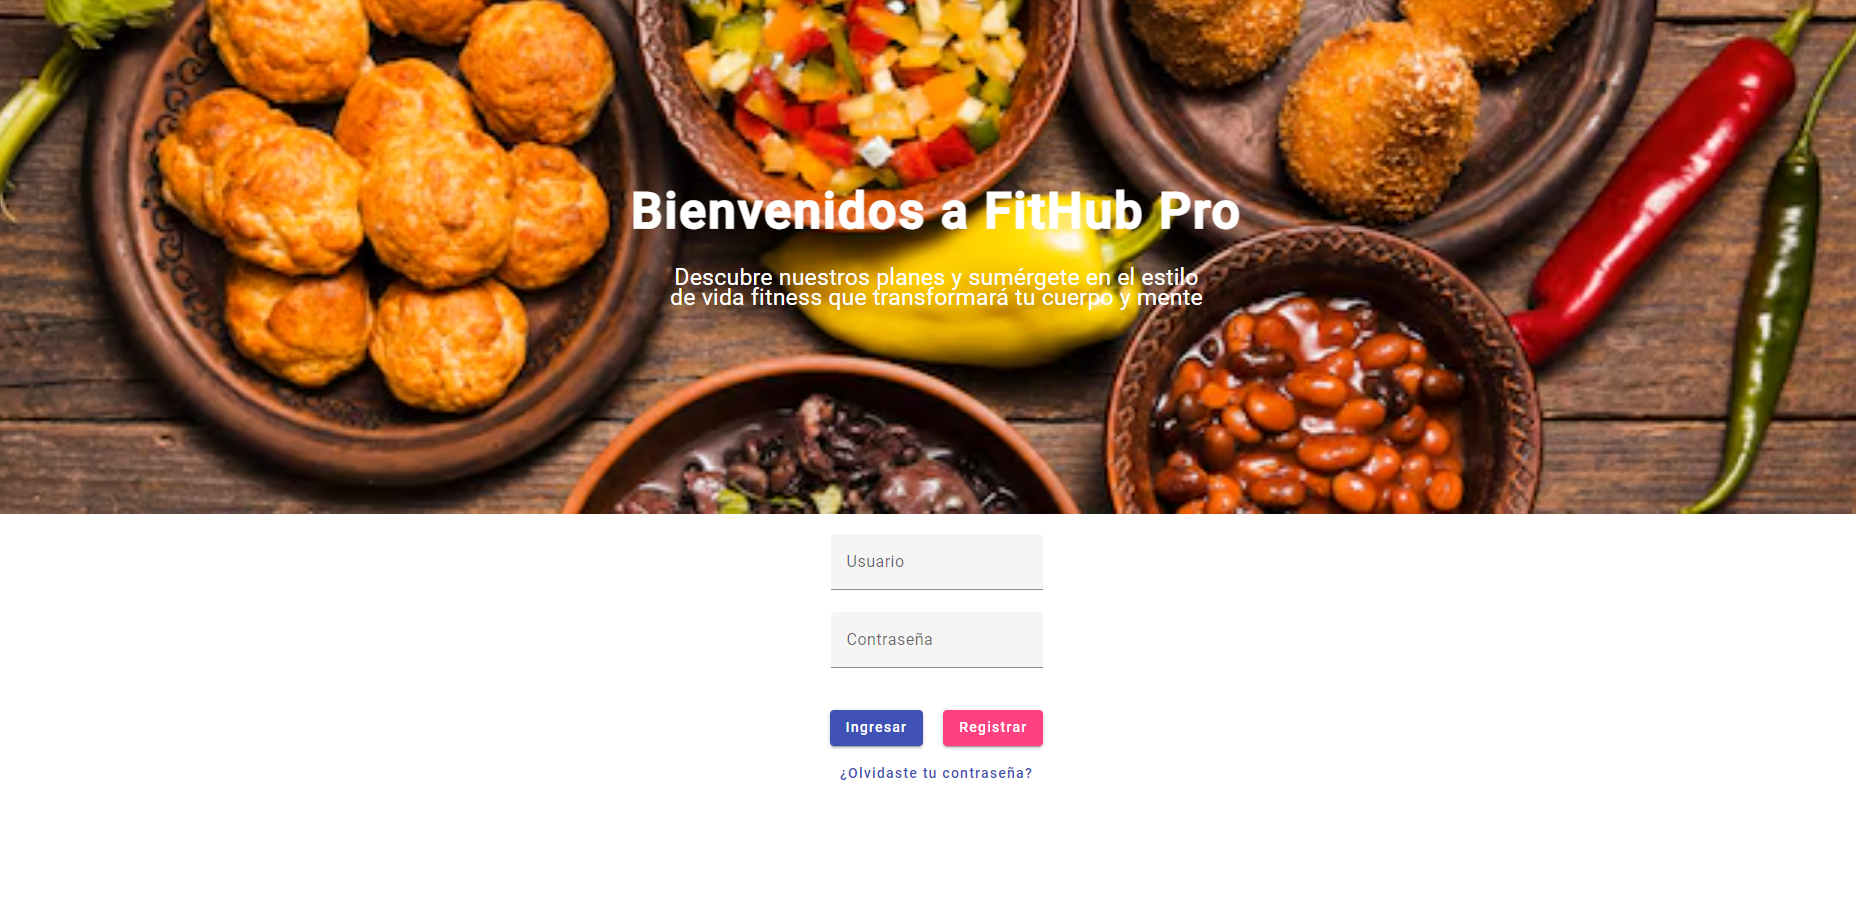 Bienvenidos a FitHub Pro
Descubre nuestros planes y sumérgete en el estilo
de vida fitness que transformará tu cuerpo y mente
Usuario
Contraseña
Ingresar Registrar
¿Olvidaste tu contraseña?